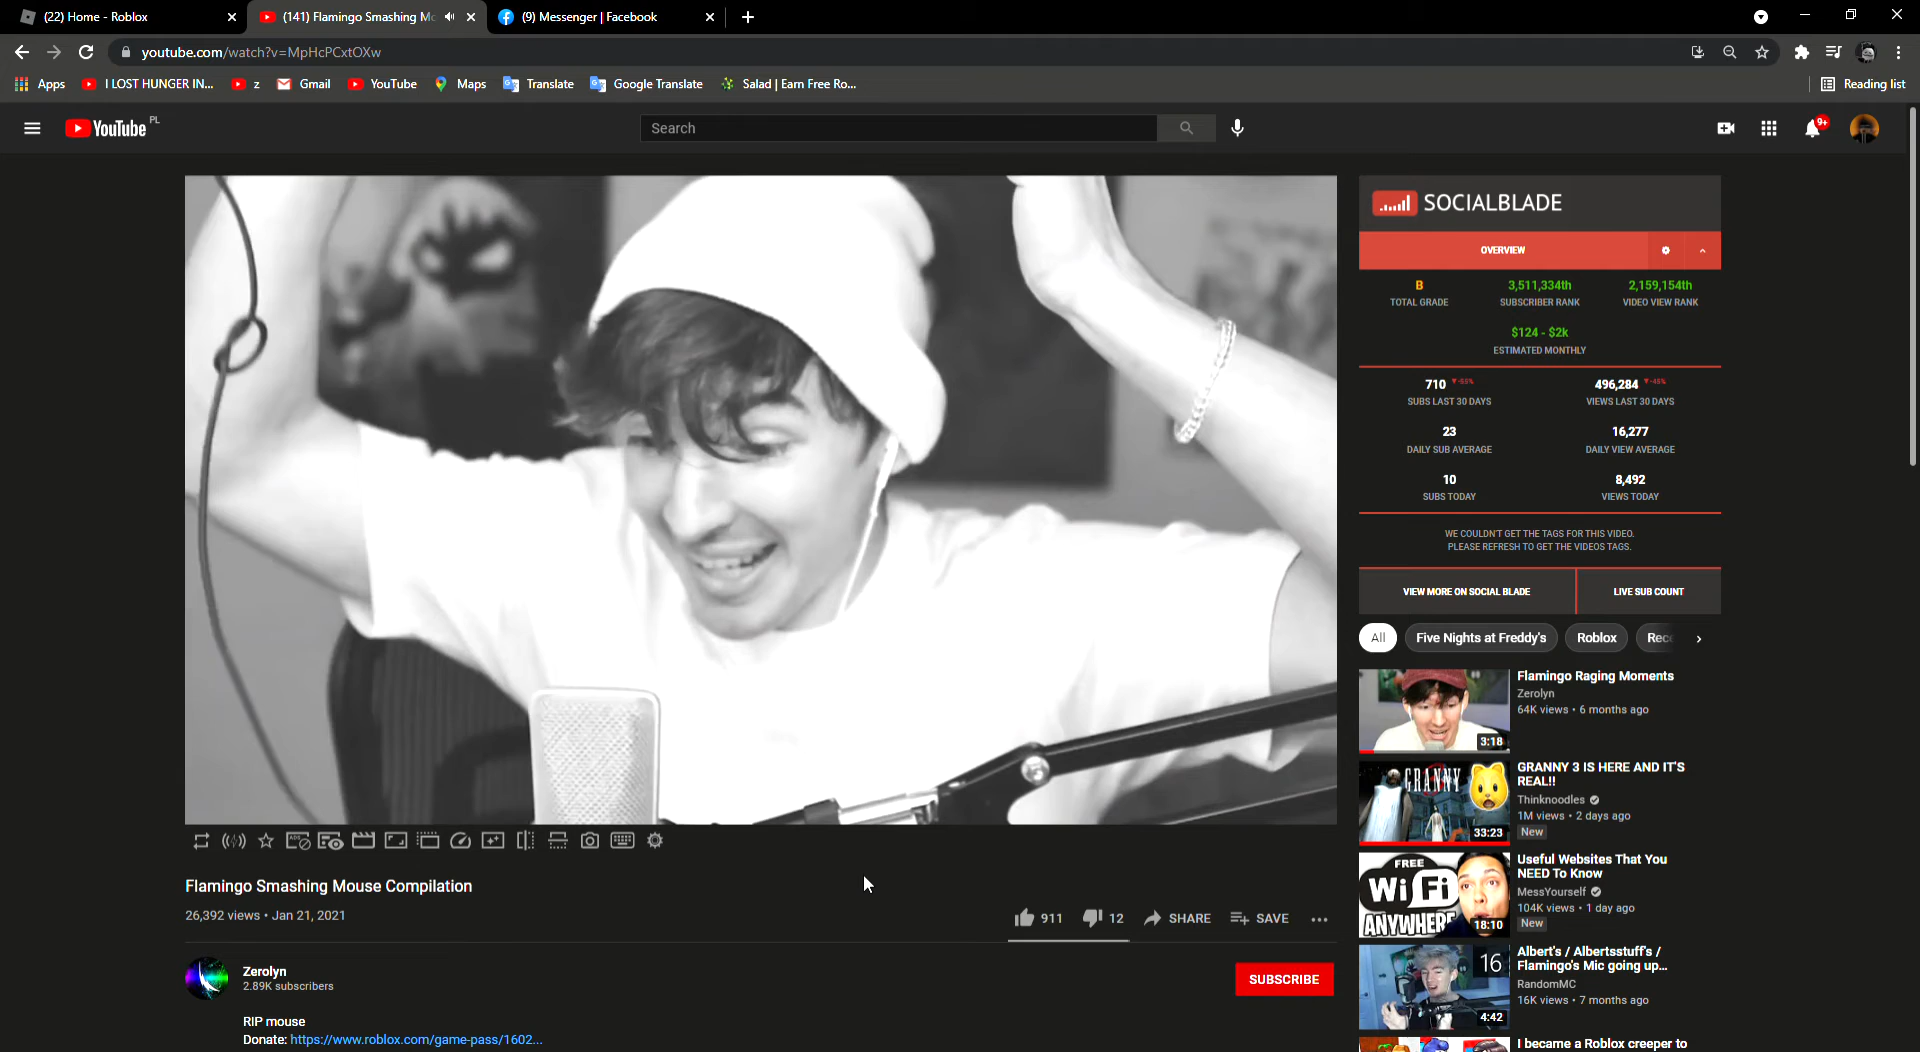 (22) Home - Roblox
(141) Flamingo Smashing Mo
(9) Messenger | Facebook
youtube.com/watch?v=MpHcPCxtOXw
Apps
I LOST HUNGER IN...
z
Gmail
YouTube
Maps
Translate
Google Translate
Salad | Earn Free Ro...
Reading list
YouTube PL
Search
9+
SOCIALBLADE
OVERVIEW
B
TOTAL GRADE
3,511,334th
SUBSCRIBER RANK
2,159,154th
VIDEO VIEW RANK
$124 - $2k
ESTIMATED MONTHLY
710 -55%
SUBS LAST 30 DAYS
496,284 -45%
VIEWS LAST 30 DAYS
23
DAILY SUB AVERAGE
16,277
DAILY VIEW AVERAGE
10
SUBS TODAY
8,492
VIEWS TODAY
WE COULDN'T GET THE TAGS FOR THIS VIDEO.
PLEASE REFRESH TO GET THE VIDEOS TAGS.
VIEW MORE ON SOCIAL BLADE
LIVE SUB COUNT
All
Five Nights at Freddy's
Roblox
Rec
Flamingo Raging Moments
Zerolyn
64K views • 6 months ago
3:18
GRANNY
GRANNY 3 IS HERE AND IT'S
REAL!!
Thinknoodles
1M views • 2 days ago
New
33:23
FREE
WiFi
ANYWHERE
18:10
Useful Websites That You
NEED To Know
MessYourself
104K views • 1 day ago
New
16
4:42
Albert's / Albertsstuff's /
Flamingo's Mic going up...
RandomMC
16K views • 7 months ago
I became a Roblox creeper to
Flamingo Smashing Mouse Compilation
26,392 views • Jan 21, 2021
911
12
SHARE
SAVE
Zerolyn
2.89K subscribers
SUBSCRIBE
RIP mouse
Donate: https://www.roblox.com/game-pass/1602...